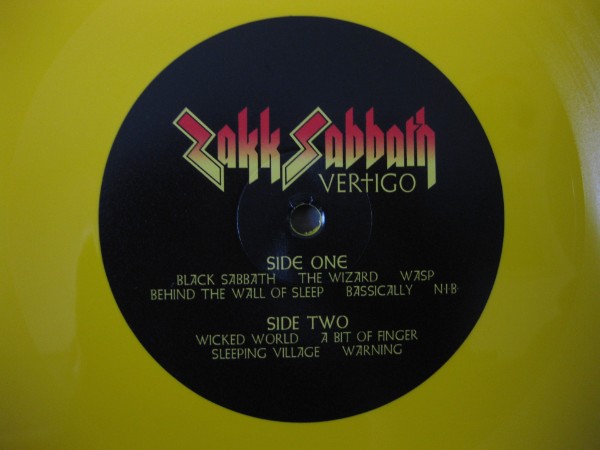 Zakk Sabbath
VERTIGO
SIDE ONE
BLACK SABBATH THE WIZARD WASP
BEHIND THE WALL OF SLEEP BASSICALLY N·I·B·
SIDE TWO
WICKED WORLD A BIT OF FINGER
SLEEPING VILLAGE WARNING